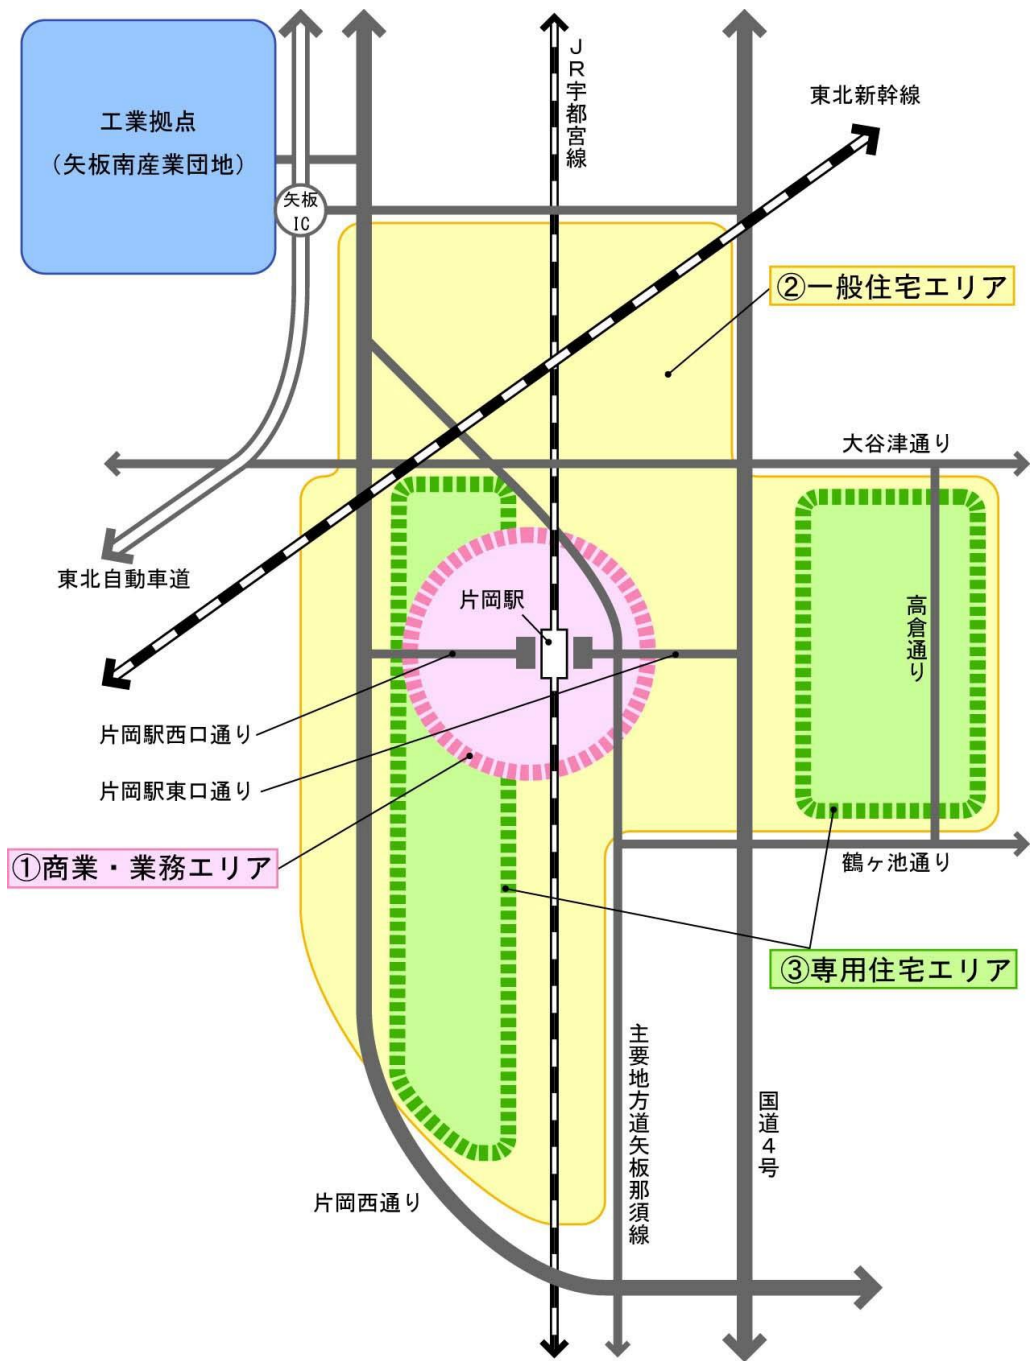 JR宇都宮線
東北新幹線
工業拠点
（矢板南産業団地）
矢板
IC
②一般住宅エリア
大谷津通り
東北自動車道
片岡駅
高倉通り
片岡駅西口通り
片岡駅東口通り
①商業・業務エリア
鶴ヶ池通り
③専用住宅エリア
主要地方道矢板那須線
国道4号
片岡西通り